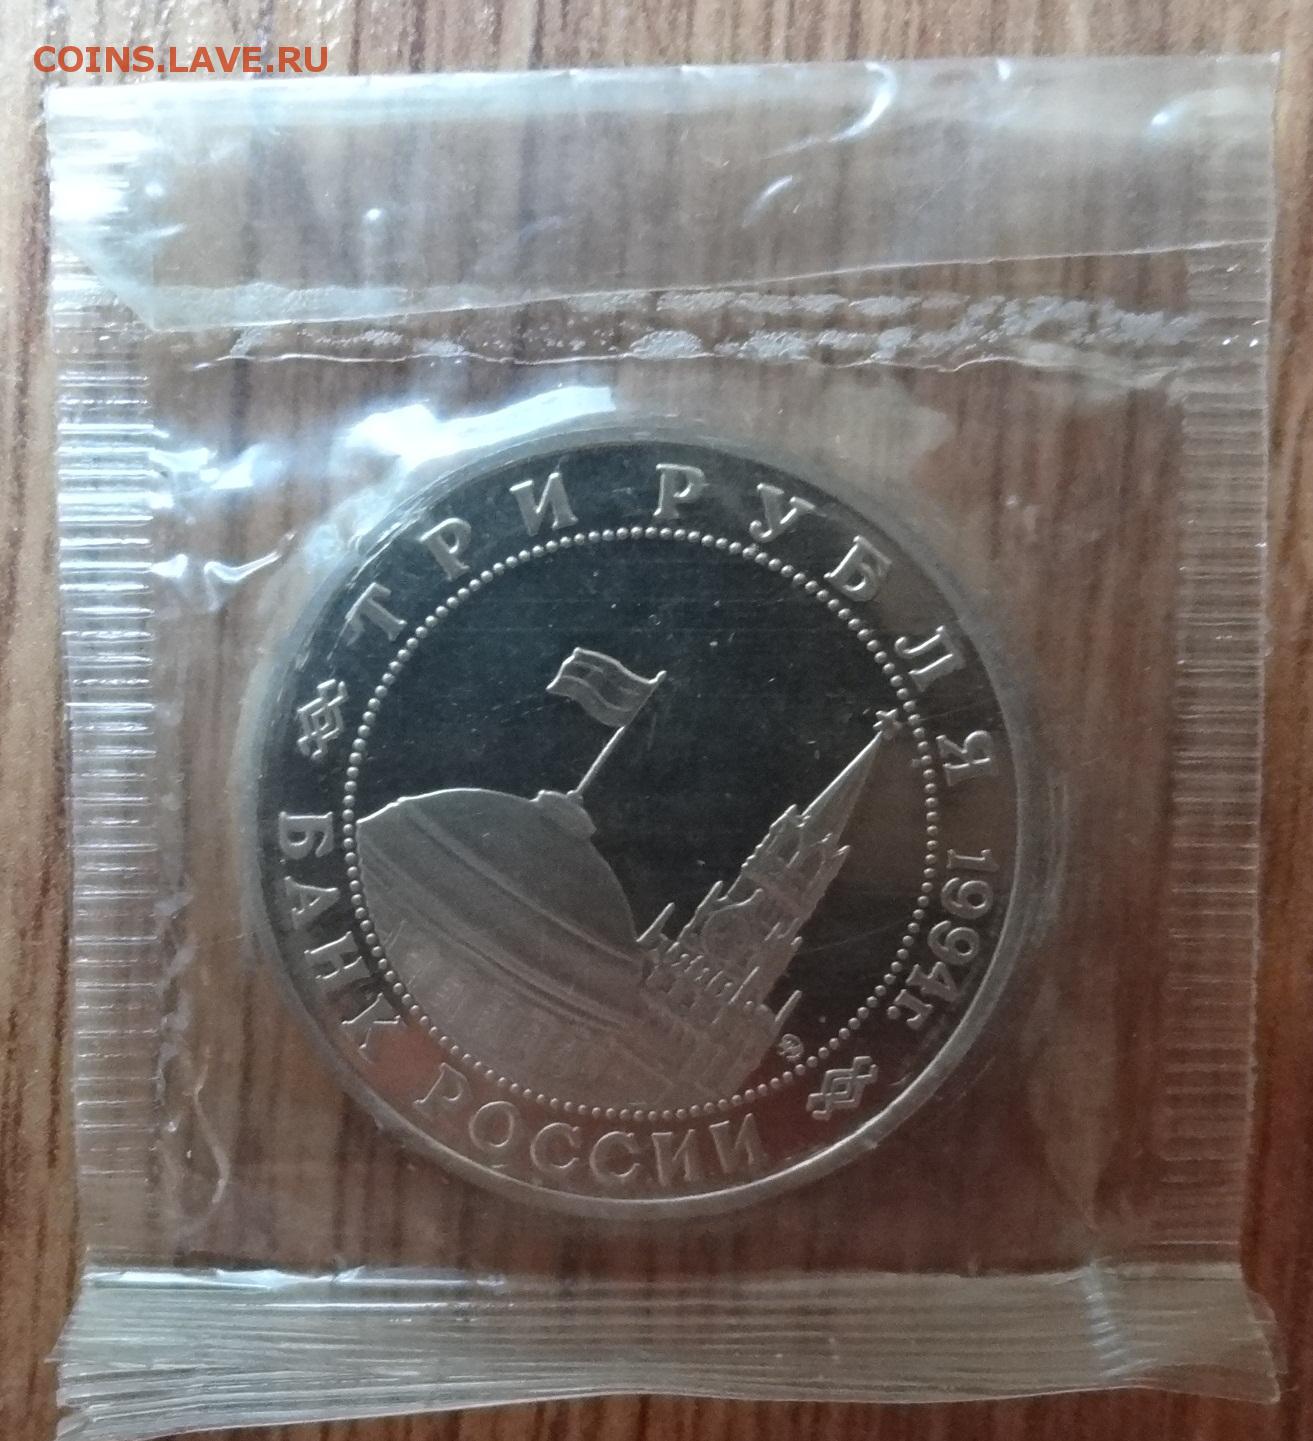 COINS.LAVE.RU
ТРИ РУБЛЯ 1994г.
БАНК РОССИИ